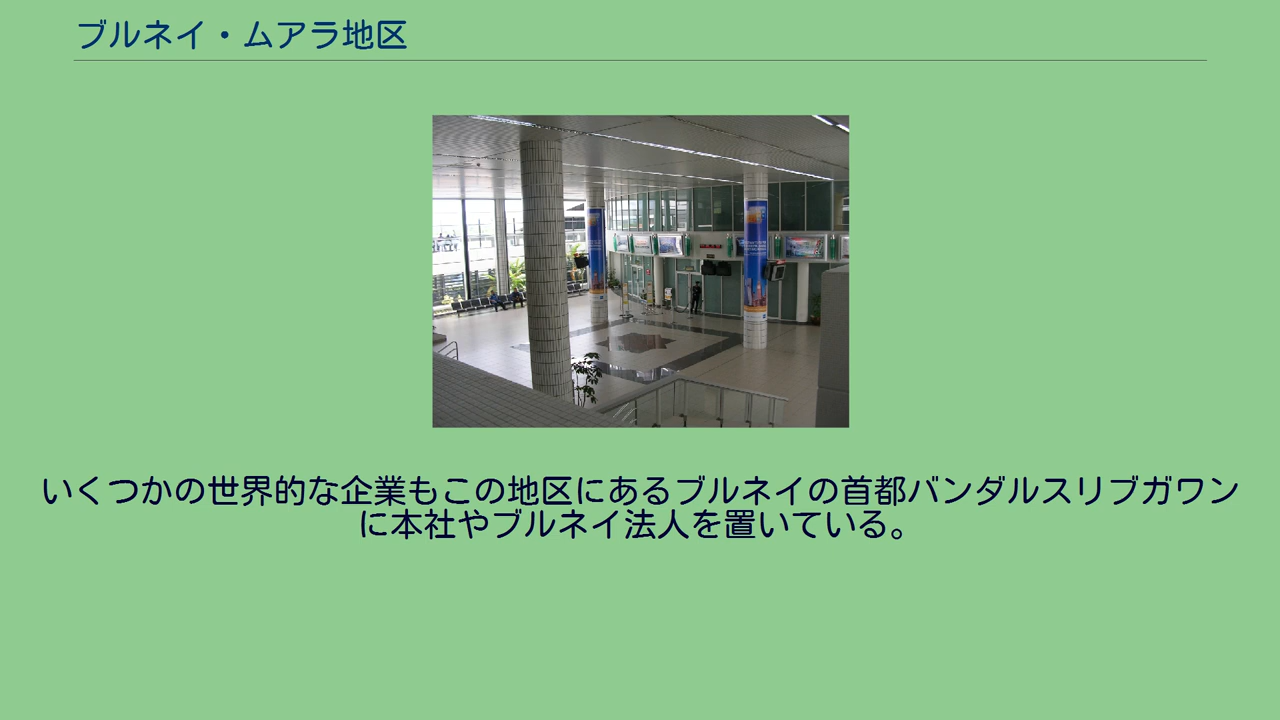 ブルネイ・ムアラ地区
いくつかの世界的な企業もこの地区にあるブルネイの首都バンダルスリブガワン
に本社やブルネイ法人を置いている。